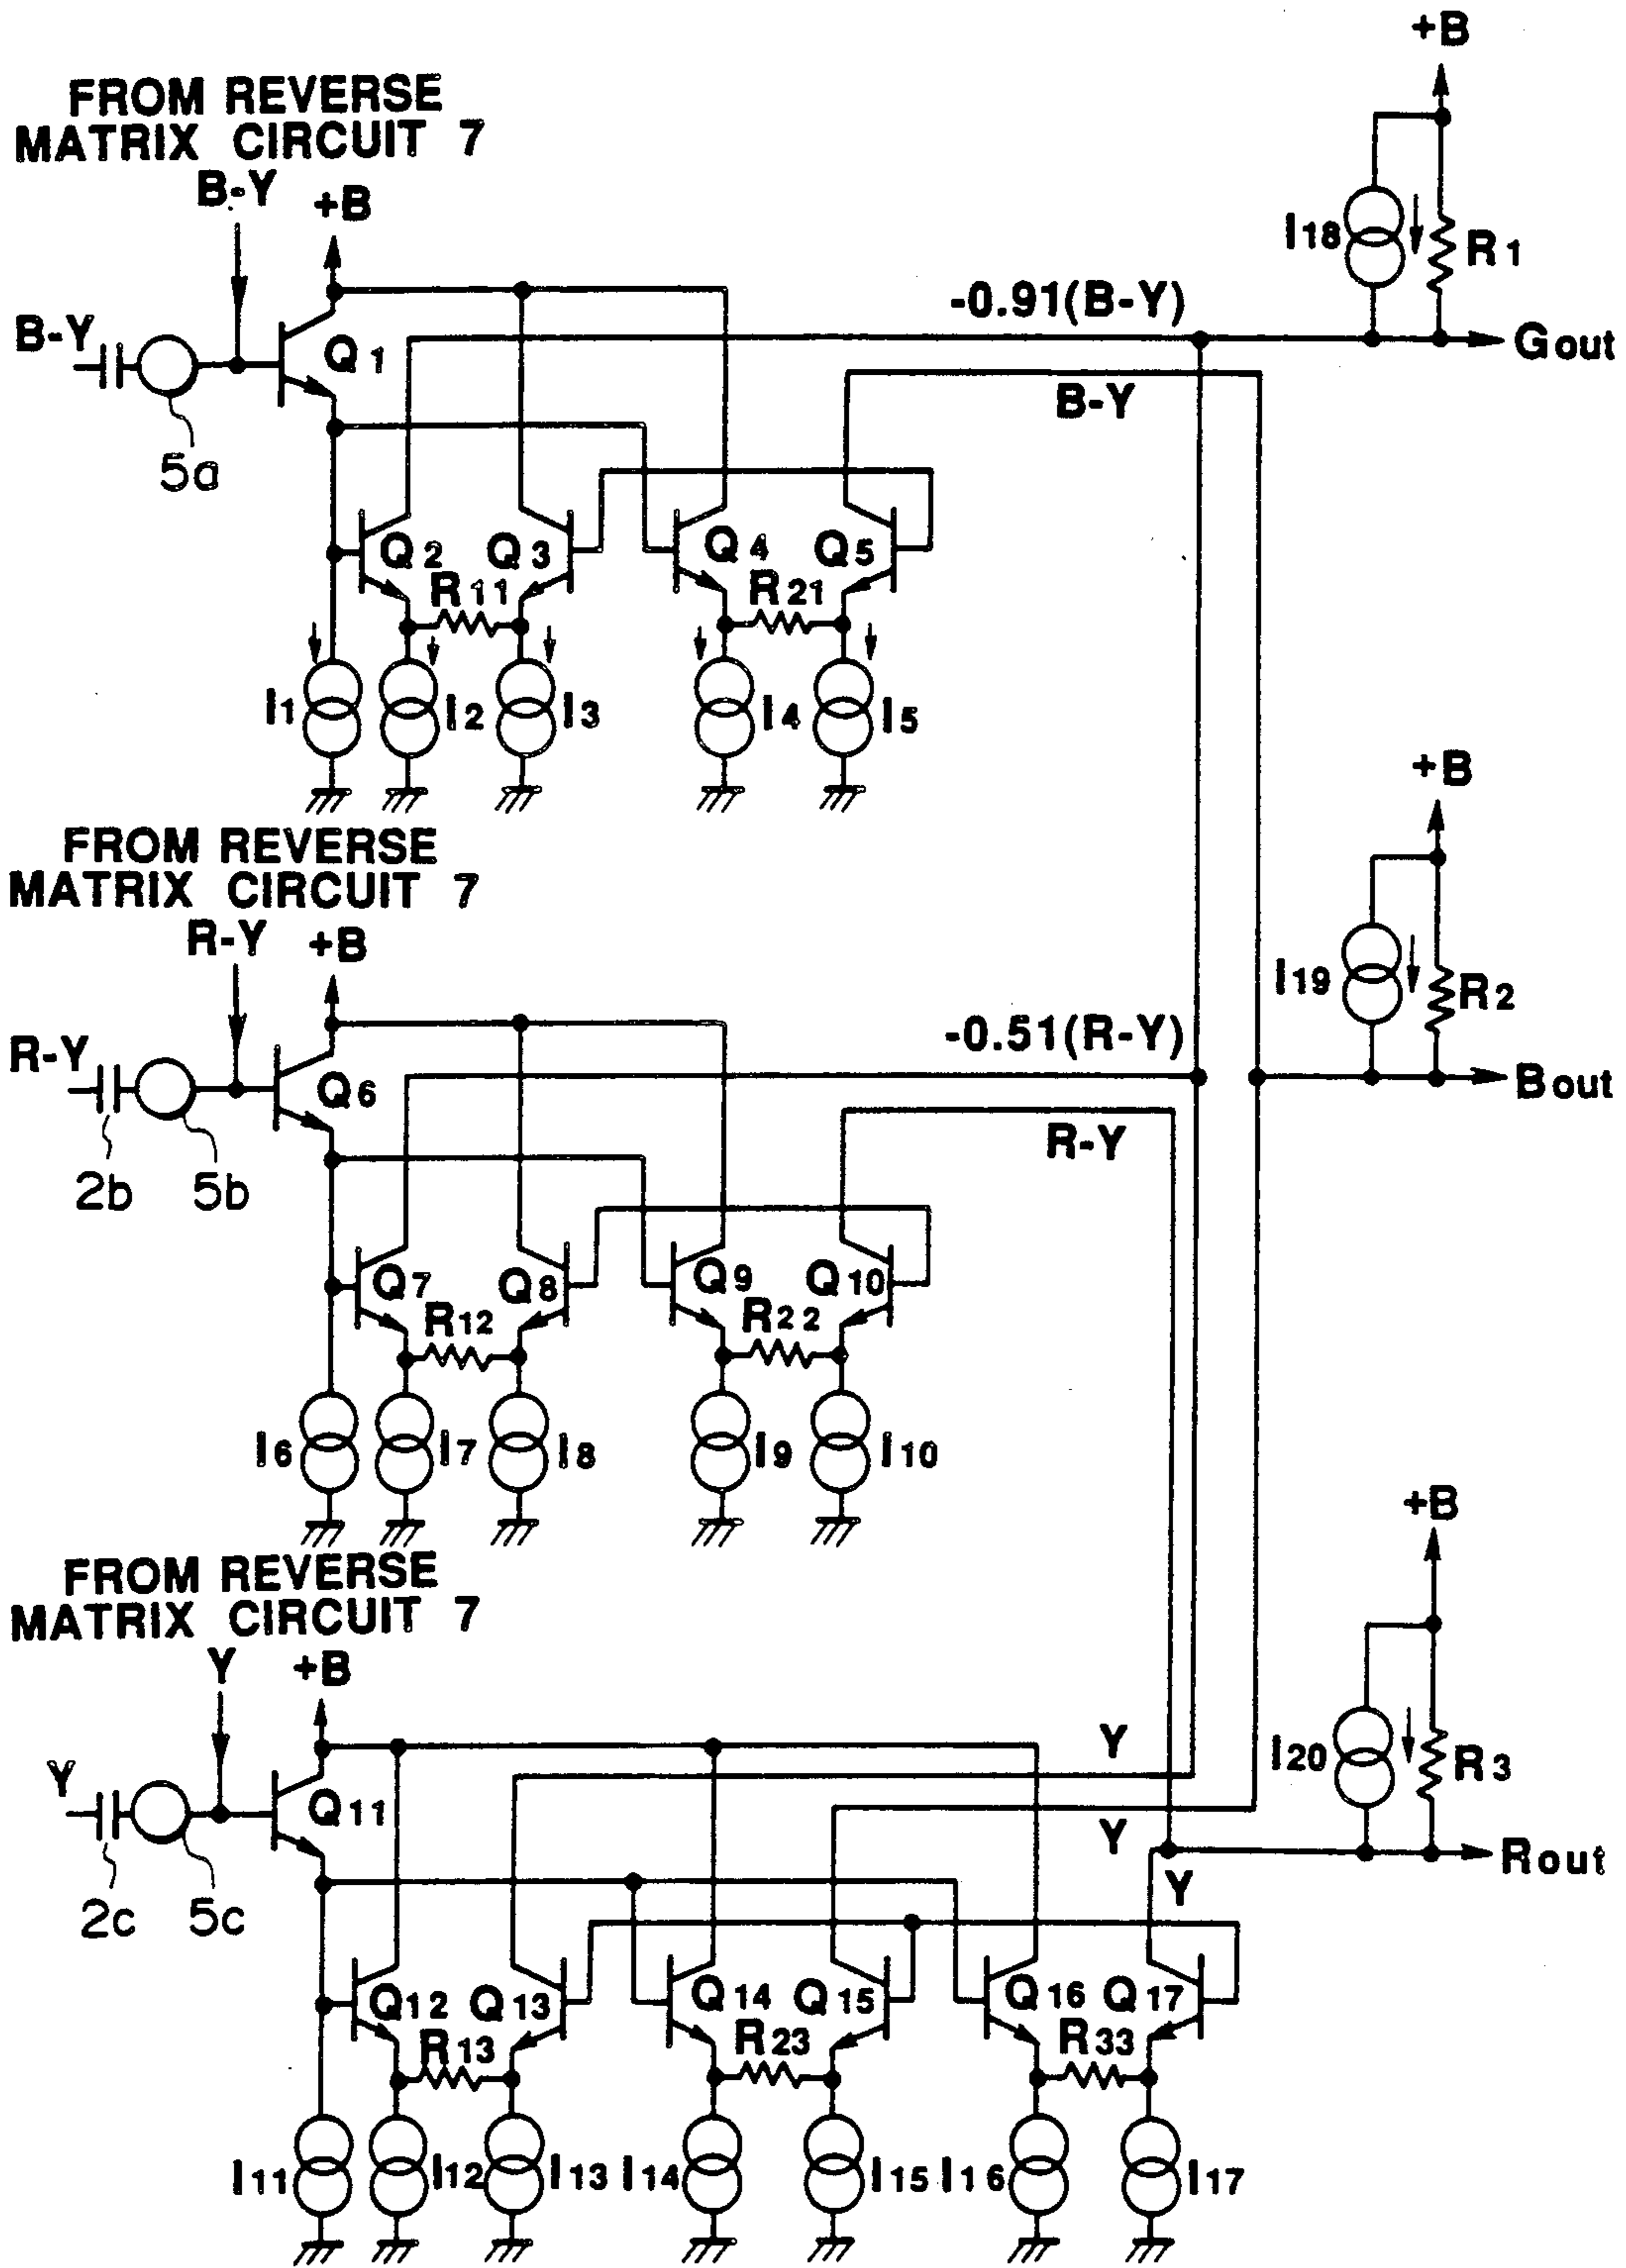 +B
FROM REVERSE
MATRIX CIRCUIT 7
B-Y
+B
I18
R1
-0.91(B-Y)
B-Y
Q1
Gout
B-Y
5a
Q2
Q3
Q4
Q5
R11
R21
I1
I2
I3
I4
I5
+B
FROM REVERSE
MATRIX CIRCUIT 7
R-Y
+B
I19
R2
-0.51(R-Y)
R-Y
Q6
Bout
R-Y
2b
5b
Q7
Q8
Q9
Q10
R12
R22
I6
I7
I8
I9
I10
+B
FROM REVERSE
MATRIX CIRCUIT 7
Y
+B
Y
I20
R3
Y
Q11
Y
Rout
Y
2c
5c
Q12
Q13
Q14
Q15
Q16
Q17
R13
R23
R33
I11
I12
I13
I14
I15
I16
I17